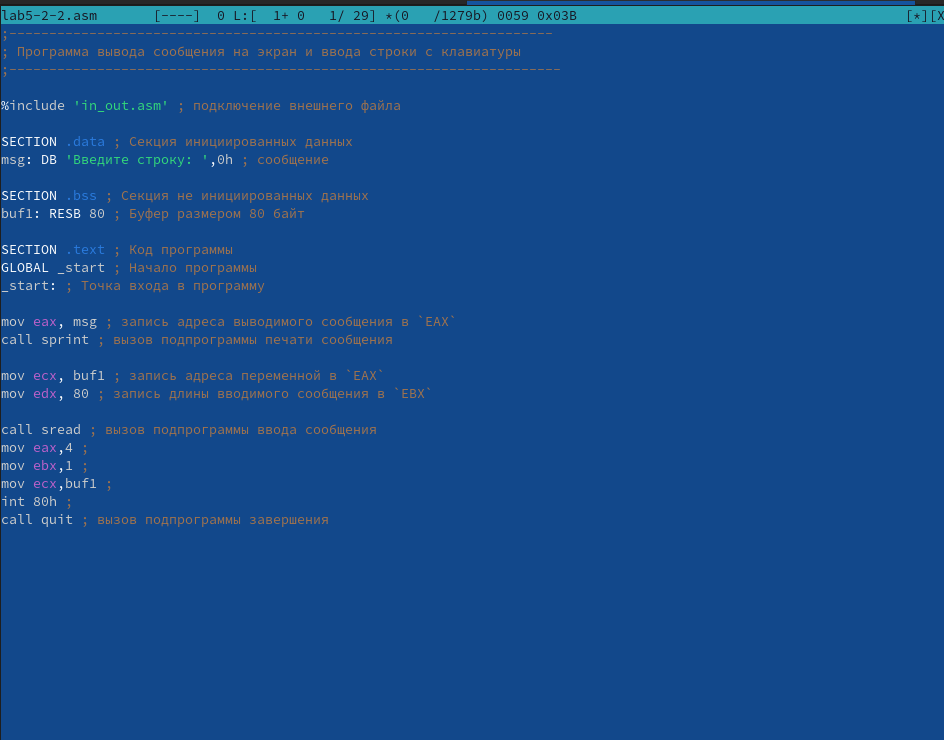 lab5-2-2.asm       [----]  0 L:[  1+ 0   1/ 29] *(0   /1279b) 0059 0x03B                                         [*][X
;--------------------------------------------------------------------
; Программа вывода сообщения на экран и ввода строки с клавиатуры
;---------------------------------------------------------------------
%include 'in_out.asm' ; подключение внешнего файла
SECTION .data ; Секция инициированных данных
msg: DB 'Введите строку: ',0h ; сообщение
SECTION .bss ; Секция не инициированных данных
buf1: RESB 80 ; Буфер размером 80 байт
SECTION .text ; Код программы
GLOBAL _start ; Начало программы
_start: ; Точка входа в программу
mov eax, msg ; запись адреса выводимого сообщения в `EAX`
call sprint ; вызов подпрограммы печати сообщения
mov ecx, buf1 ; запись адреса переменной в `EAX`
mov edx, 80 ; запись длины вводимого сообщения в `EBX`
call sread ; вызов подпрограммы ввода сообщения
mov eax,4 ;
mov ebx,1 ;
mov ecx,buf1 ;
int 80h ;
call quit ; вызов подпрограммы завершения